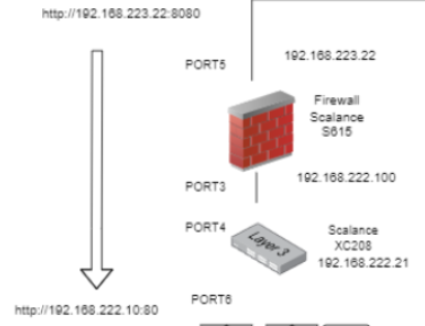 http://192.168.223.22:8080
PORT5
192.168.223.22
Firewall
Scalance
S615
192.168.222.100
PORT3
PORT4
Layer 3
Scalance
XC208
192.168.222.21
PORT6
http://192.168.222.10:80